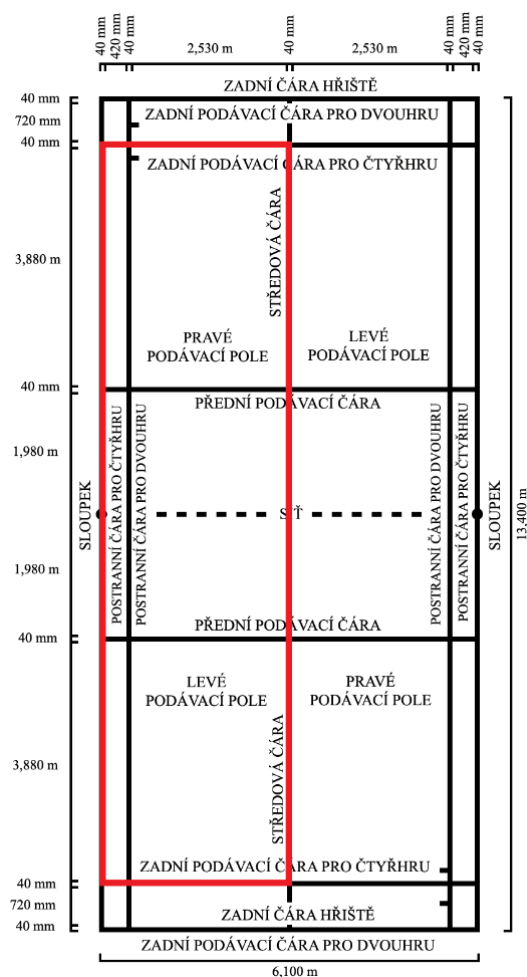 40 mm
420 mm
40 mm
2,530 m
40 mm
2,530 m
40 mm
420 mm
40 mm
ZADNÍ ČÁRA HŘIŠTĚ
40 mm
ZADNÍ PODÁVACÍ ČÁRA PRO DVOUHRU
720 mm
40 mm
ZADNÍ PODÁVACÍ ČÁRA PRO ČTYŘHRU
STŘEDOVÁ ČÁRA
3,880 m
PRAVÉ
PODÁVACÍ POLE
LEVÉ
PODÁVACÍ POLE
40 mm
PŘEDNÍ PODÁVACÍ ČÁRA
1,980 m
POSTRANNÍ ČÁRA PRO ČTYŘHRU
POSTRANNÍ ČÁRA PRO DVOUHRU
POSTRANNÍ ČÁRA PRO DVOUHRU
POSTRANNÍ ČÁRA PRO ČTYŘHRU
SLOUPEK
SÍŤ
SLOUPEK
13,400 m
1,980 m
40 mm
PŘEDNÍ PODÁVACÍ ČÁRA
LEVÉ
PODÁVACÍ POLE
PRAVÉ
PODÁVACÍ POLE
STŘEDOVÁ ČÁRA
3,880 m
ZADNÍ PODÁVACÍ ČÁRA PRO ČTYŘHRU
40 mm
720 mm
ZADNÍ ČÁRA HŘIŠTĚ
40 mm
ZADNÍ PODÁVACÍ ČÁRA PRO DVOUHRU
6,100 m